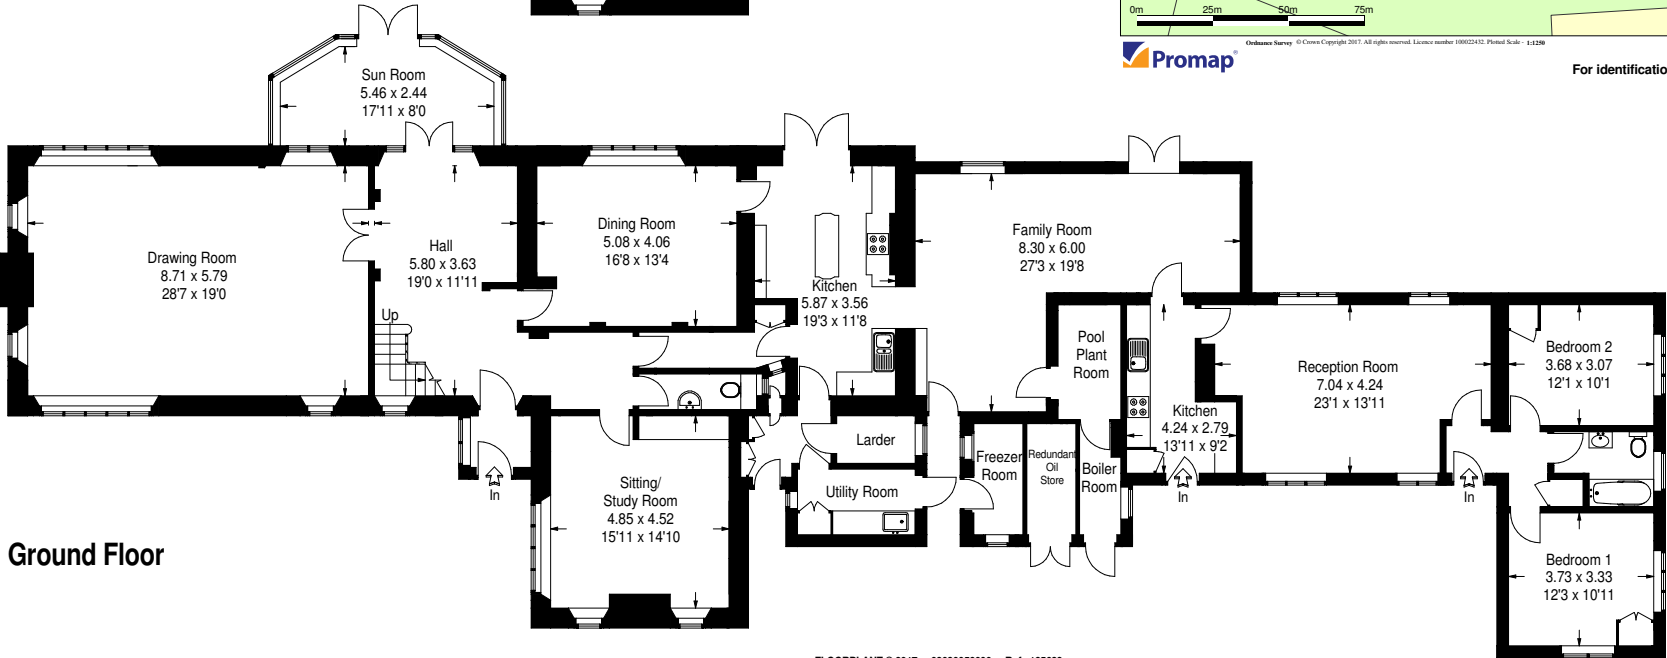 0m 25m 50m 75m
Ordnance Survey © Crown Copyright 2017. All rights reserved. Licence number 100022432. Plotted Scale - 1:1250
Promap®
For identificatio
Sun Room
5.46 x 2.44
17'11 x 8'0
Drawing Room
8.71 x 5.79
28'7 x 19'0
Hall
5.80 x 3.63
19'0 x 11'11
Up
Dining Room
5.08 x 4.06
16'8 x 13'4
Kitchen
5.87 x 3.56
19'3 x 11'8
Family Room
8.30 x 6.00
27'3 x 19'8
Pool
Plant
Room
Kitchen
4.24 x 2.79
13'11 x 9'2
Reception Room
7.04 x 4.24
23'1 x 13'11
Bedroom 2
3.68 x 3.07
12'1 x 10'1
Larder
Utility Room
Freezer
Room
Redundant
Oil
Store
Boiler
Room
In
In
In
Sitting/
Study Room
4.85 x 4.52
15'11 x 14'10
Bedroom 1
3.73 x 3.33
12'3 x 10'11
Ground Floor